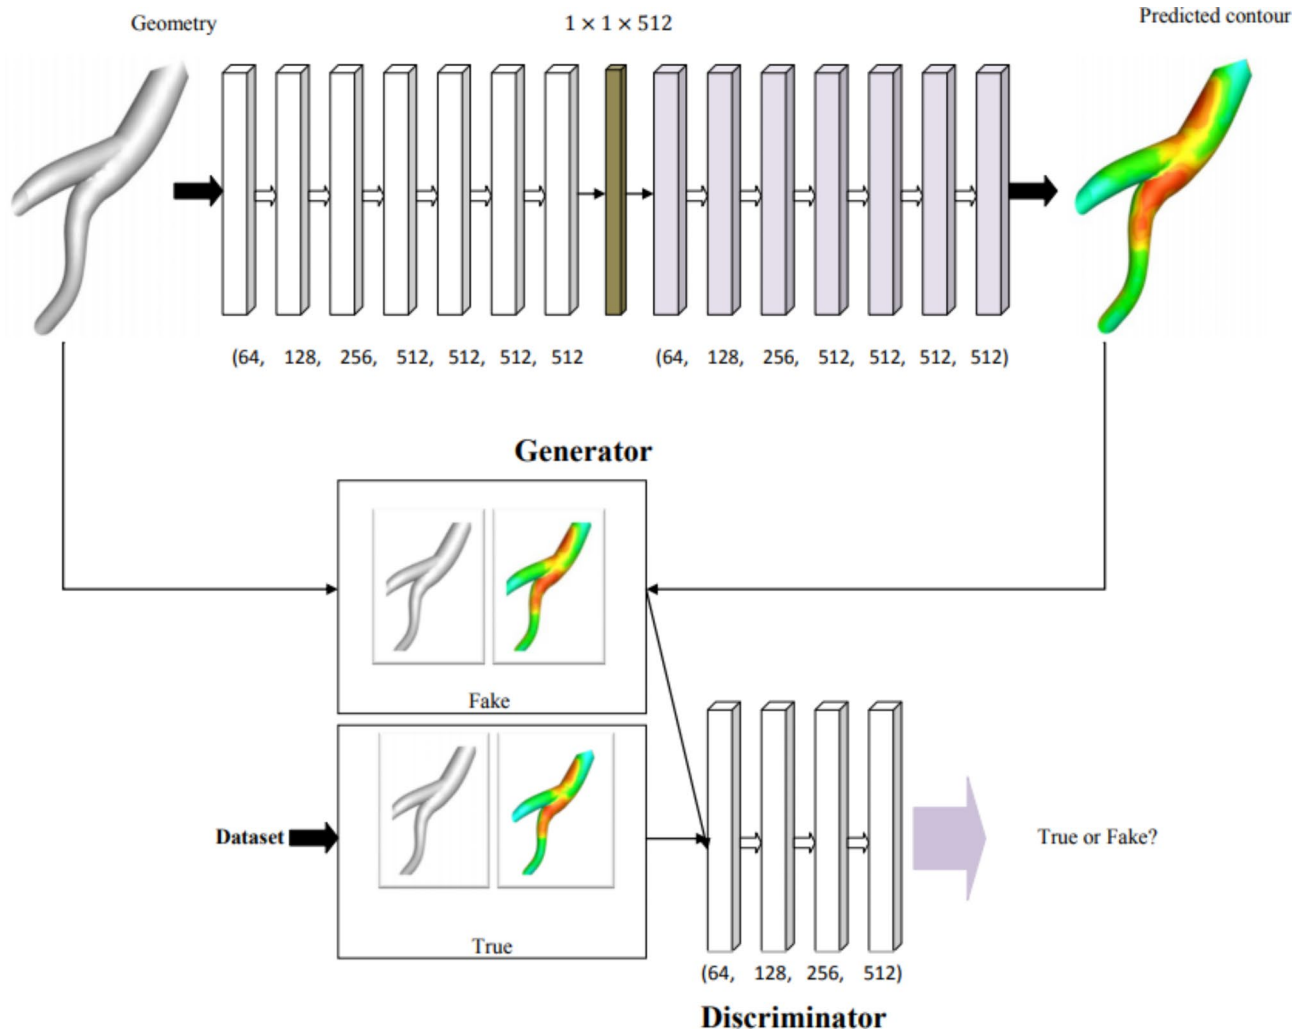 Geometry
1 × 1 × 512
Predicted contour
(64, 128, 256, 512, 512, 512, 512
(64, 128, 256, 512, 512, 512, 512)
Generator
Fake
Dataset
True
True or Fake?
(64, 128, 256, 512)
Discriminator